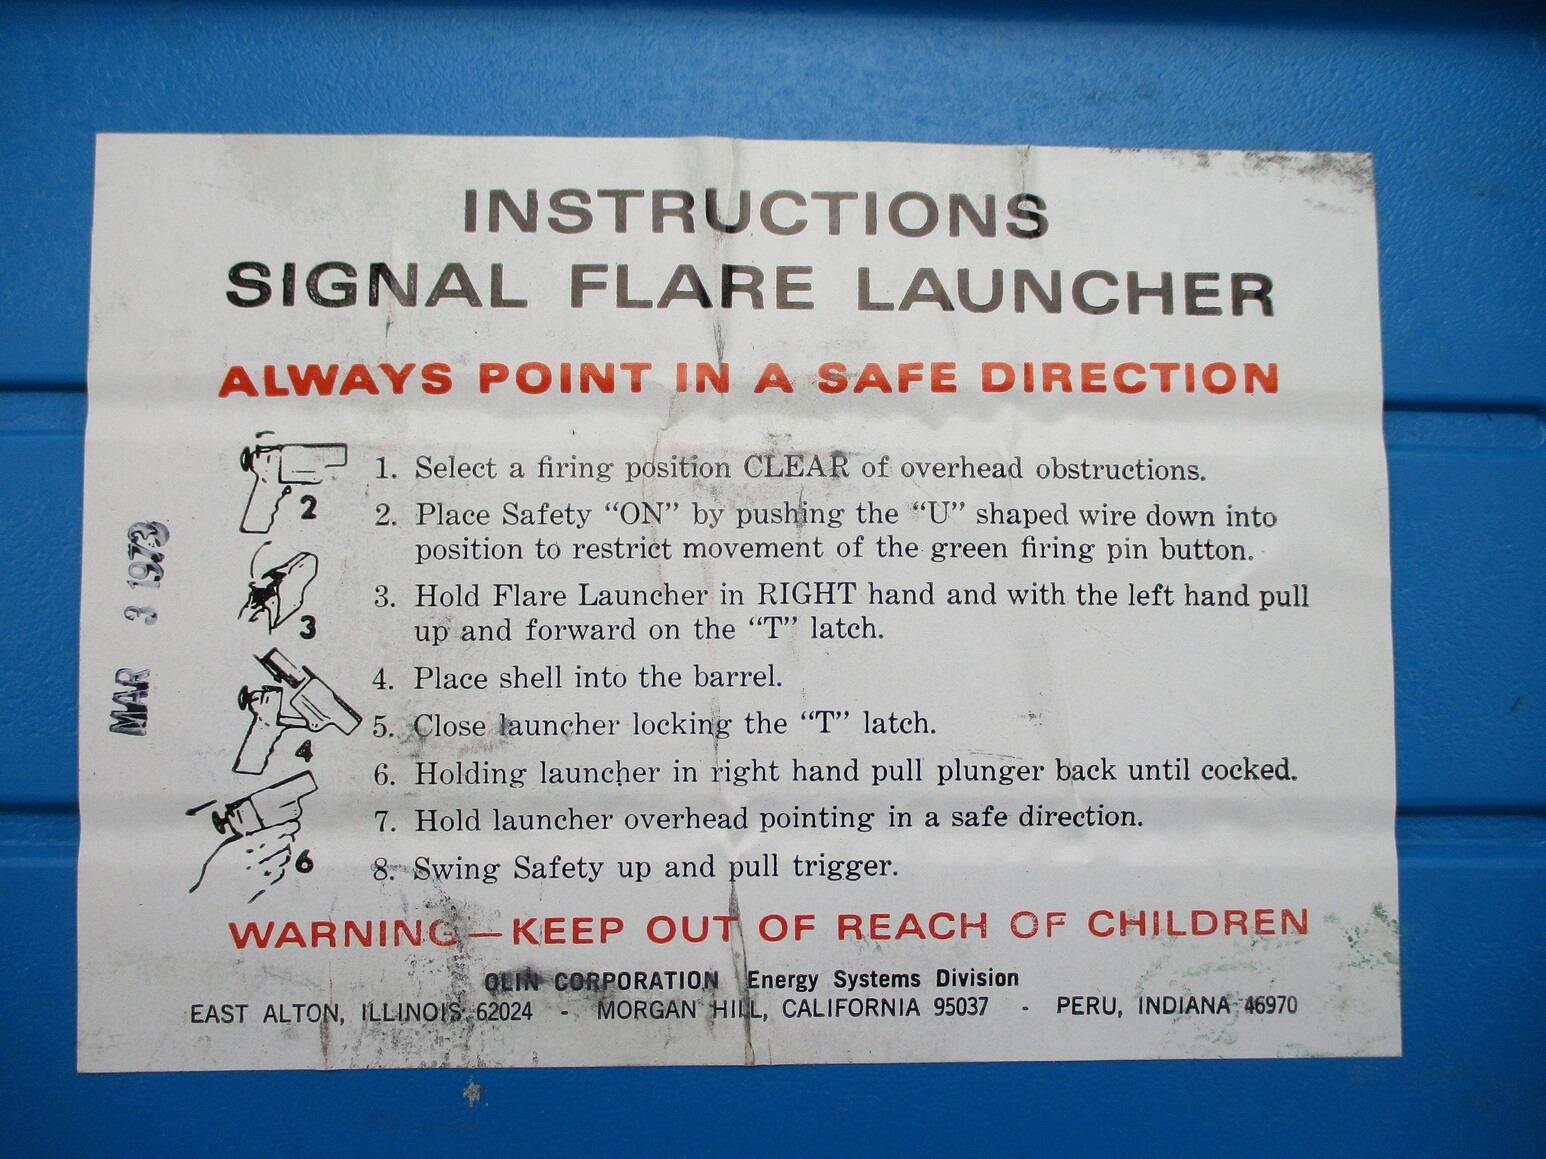 INSTRUCTIONS
SIGNAL FLARE LAUNCHER
ALWAYS POINT IN A SAFE DIRECTION
1. Select a firing position CLEAR of overhead obstructions.
2. Place Safety “ON” by pushing the “U” shaped wire down into
position to restrict movement of the green firing pin button.
3. Hold Flare Launcher in RIGHT hand and with the left hand pull
up and forward on the “T” latch.
4. Place shell into the barrel.
5. Close launcher locking the “T” latch.
6. Holding launcher in right hand pull plunger back until cocked.
7. Hold launcher overhead pointing in a safe direction.
8. Swing Safety up and pull trigger.
2
3
4
6
MAR 3 1973
WARNING—KEEP OUT OF REACH OF CHILDREN
OLIN CORPORATION Energy Systems Division
EAST ALTON, ILLINOIS 62024 - MORGAN HILL, CALIFORNIA 95037 - PERU, INDIANA 46970